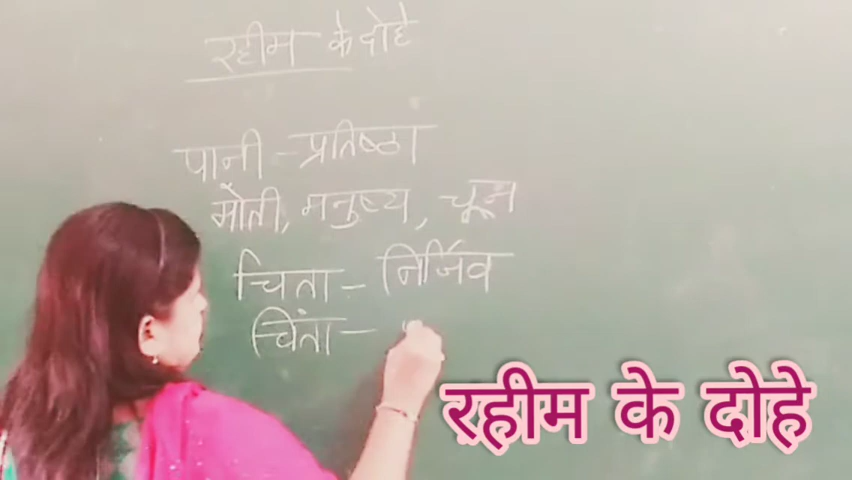 रहीम के दोहे
पानी - प्रतिष्ठा
मोती, मनुष्य, चून
चिता - निर्जिव
चिंता -
रहीम के दोहे